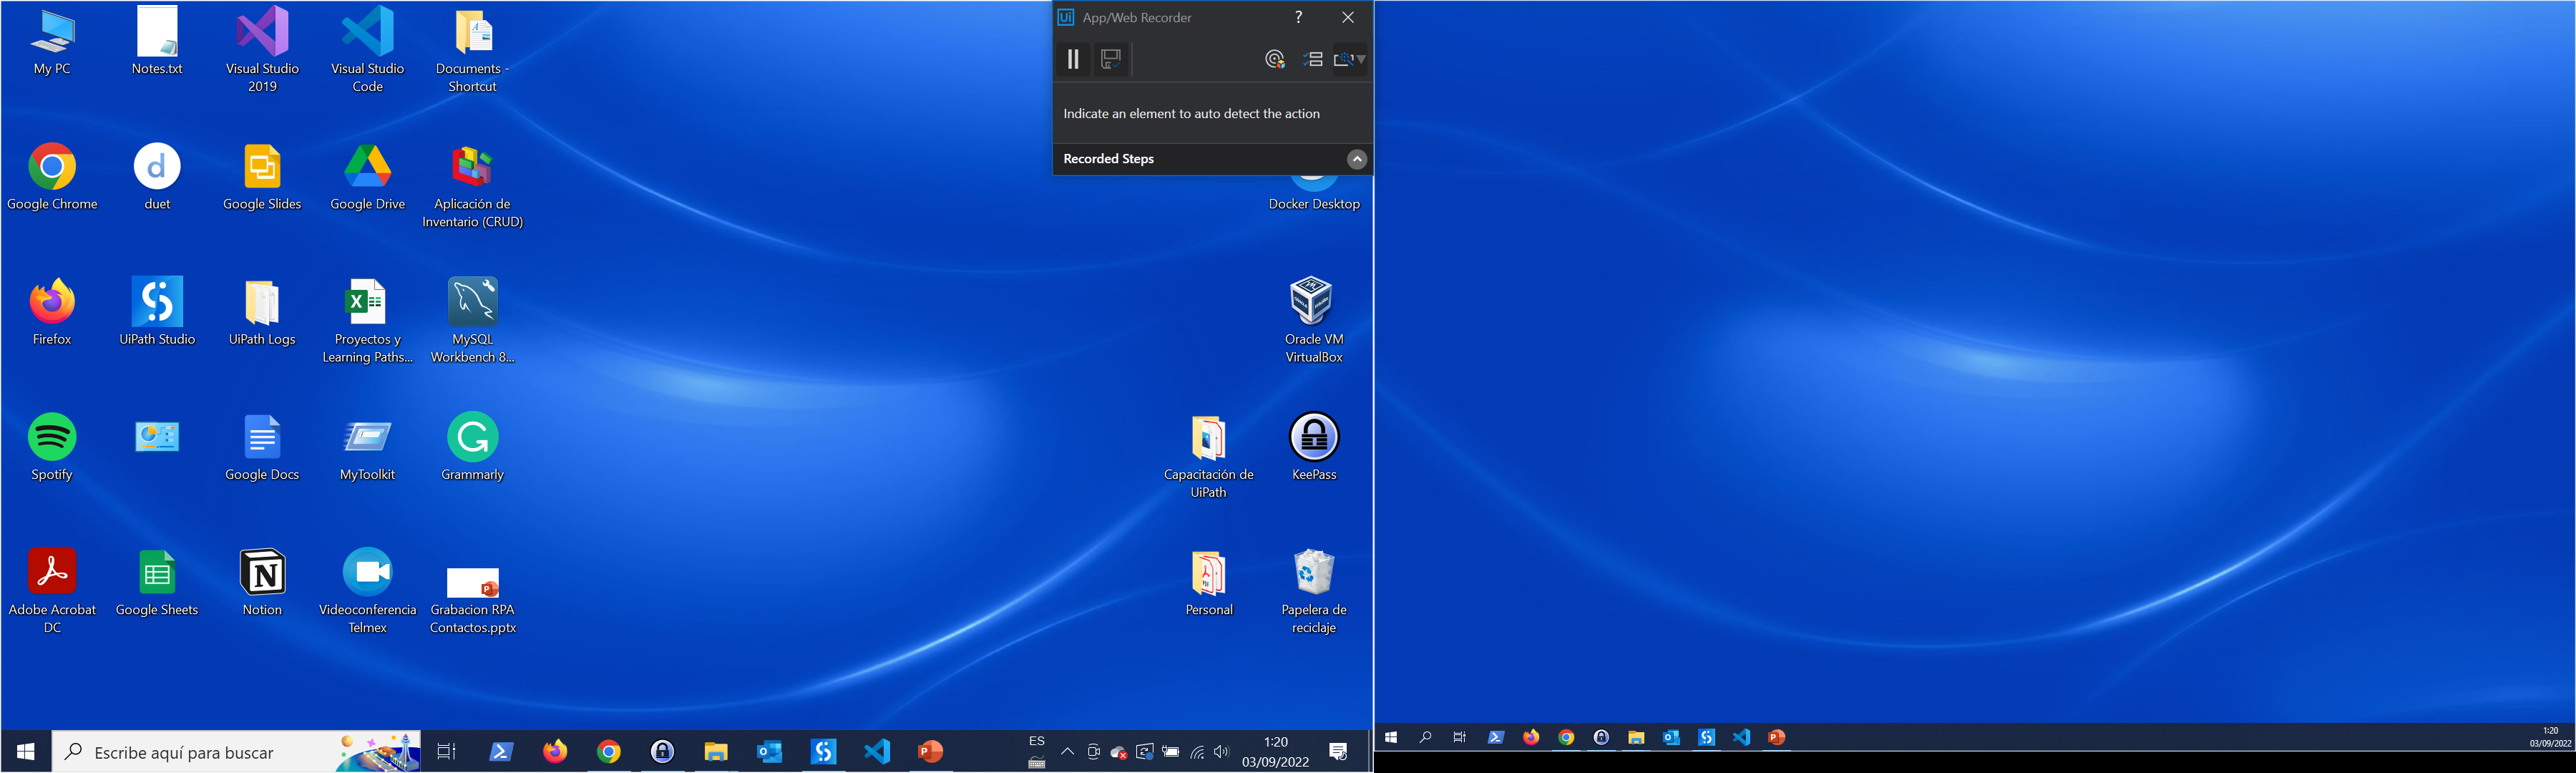 App/Web Recorder
?
Indicate an element to auto detect the action
Recorded Steps
My PC
Notes.txt
Visual Studio
2019
Visual Studio
Code
Documents -
Shortcut
Google Chrome
duet
Google Slides
Google Drive
Aplicación de
Inventario (CRUD)
Docker Desktop
Firefox
UiPath Studio
UiPath Logs
Proyectos y
Learning Paths...
MySQL
Workbench 8...
Oracle VM
VirtualBox
Spotify
Google Docs
MyToolkit
Grammarly
Capacitación de
UiPath
KeePass
Adobe Acrobat
DC
Google Sheets
Notion
Videoconferencia
Telmex
Grabacion RPA
Contactos.pptx
Personal
Papelera de
reciclaje
Escribe aquí para buscar
ES
1:20
03/09/2022
1:20
03/09/2022